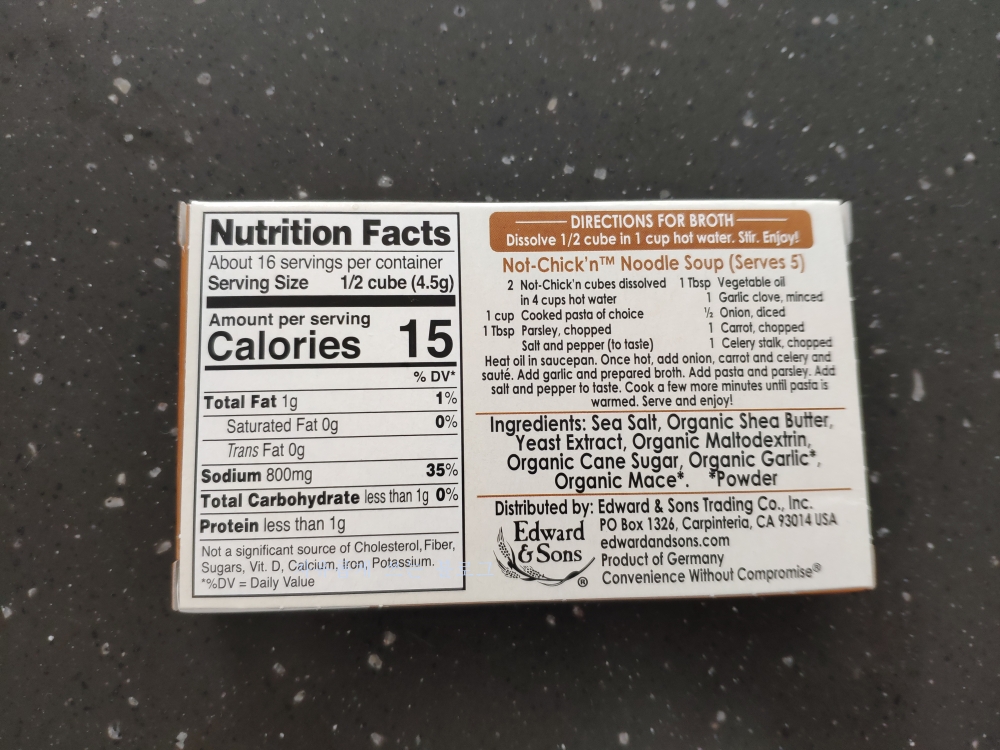 Nutrition Facts
About 16 servings per container
Serving Size 1/2 cube (4.5g)
Amount per serving
Calories 15
% DV*
Total Fat 1g 1%
Saturated Fat 0g 0%
Trans Fat 0g
Sodium 800mg 35%
Total Carbohydrate less than 1g 0%
Protein less than 1g
Not a significant source of Cholesterol, Fiber,
Sugars, Vit. D, Calcium, Iron, Potassium.
*%DV = Daily Value
DIRECTIONS FOR BROTH
Dissolve 1/2 cube in 1 cup hot water. Stir. Enjoy!
Not-Chick'n™ Noodle Soup (Serves 5)
2 Not-Chick'n cubes dissolved
in 4 cups hot water
1 cup Cooked pasta of choice
1 Tbsp Parsley, chopped
Salt and pepper (to taste)
1 Tbsp Vegetable oil
1 Garlic clove, minced
½ Onion, diced
1 Carrot, chopped
1 Celery stalk, chopped
Heat oil in saucepan. Once hot, add onion, carrot and celery and
sauté. Add garlic and prepared broth. Add pasta and parsley. Add
salt and pepper to taste. Cook a few more minutes until pasta is
warmed. Serve and enjoy!
Ingredients: Sea Salt, Organic Shea Butter,
Yeast Extract, Organic Maltodextrin,
Organic Cane Sugar, Organic Garlic*,
Organic Mace*. *Powder
Distributed by: Edward & Sons Trading Co., Inc.
PO Box 1326, Carpinteria, CA 93014 USA
edwardandsons.com
Product of Germany
Convenience Without Compromise®
Edward
& Sons
®